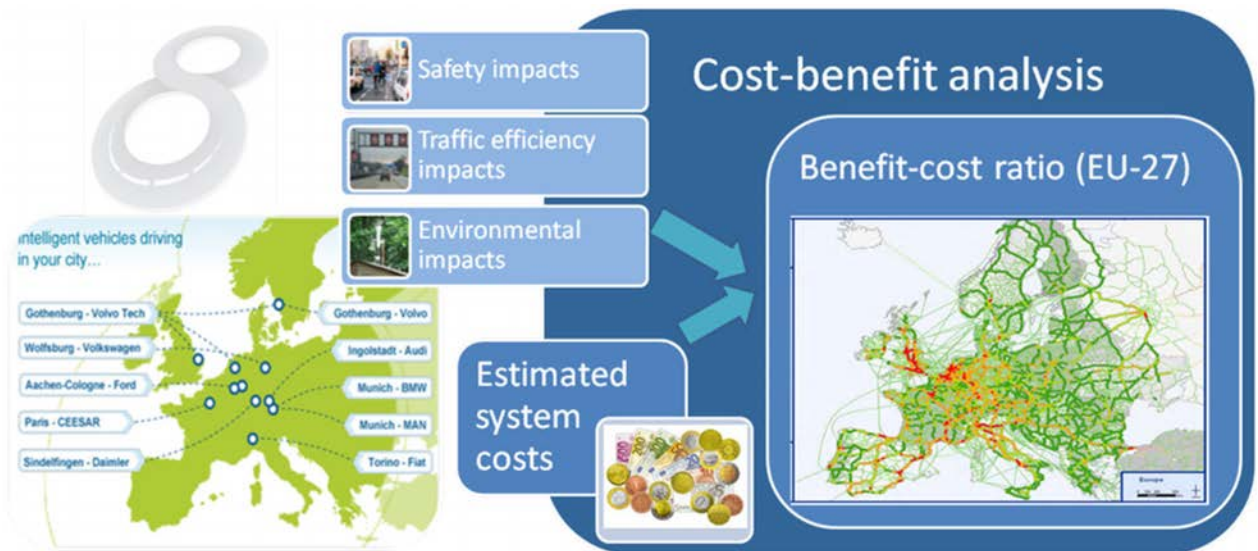 Safety impacts
Traffic efficiency
impacts
Environmental
impacts
Cost-benefit analysis
Benefit-cost ratio (EU-27)
intelligent vehicles driving
in your city...
Gothenburg - Volvo Tech
Gothenburg - Volvo
Wolfsburg - Volkswagen
Ingolstadt - Audi
Aachen-Cologne - Ford
Munich - BMW
Paris - CEESAR
Munich - MAN
Sindelfingen - Daimler
Torino - Fiat
Estimated
system
costs
Europe